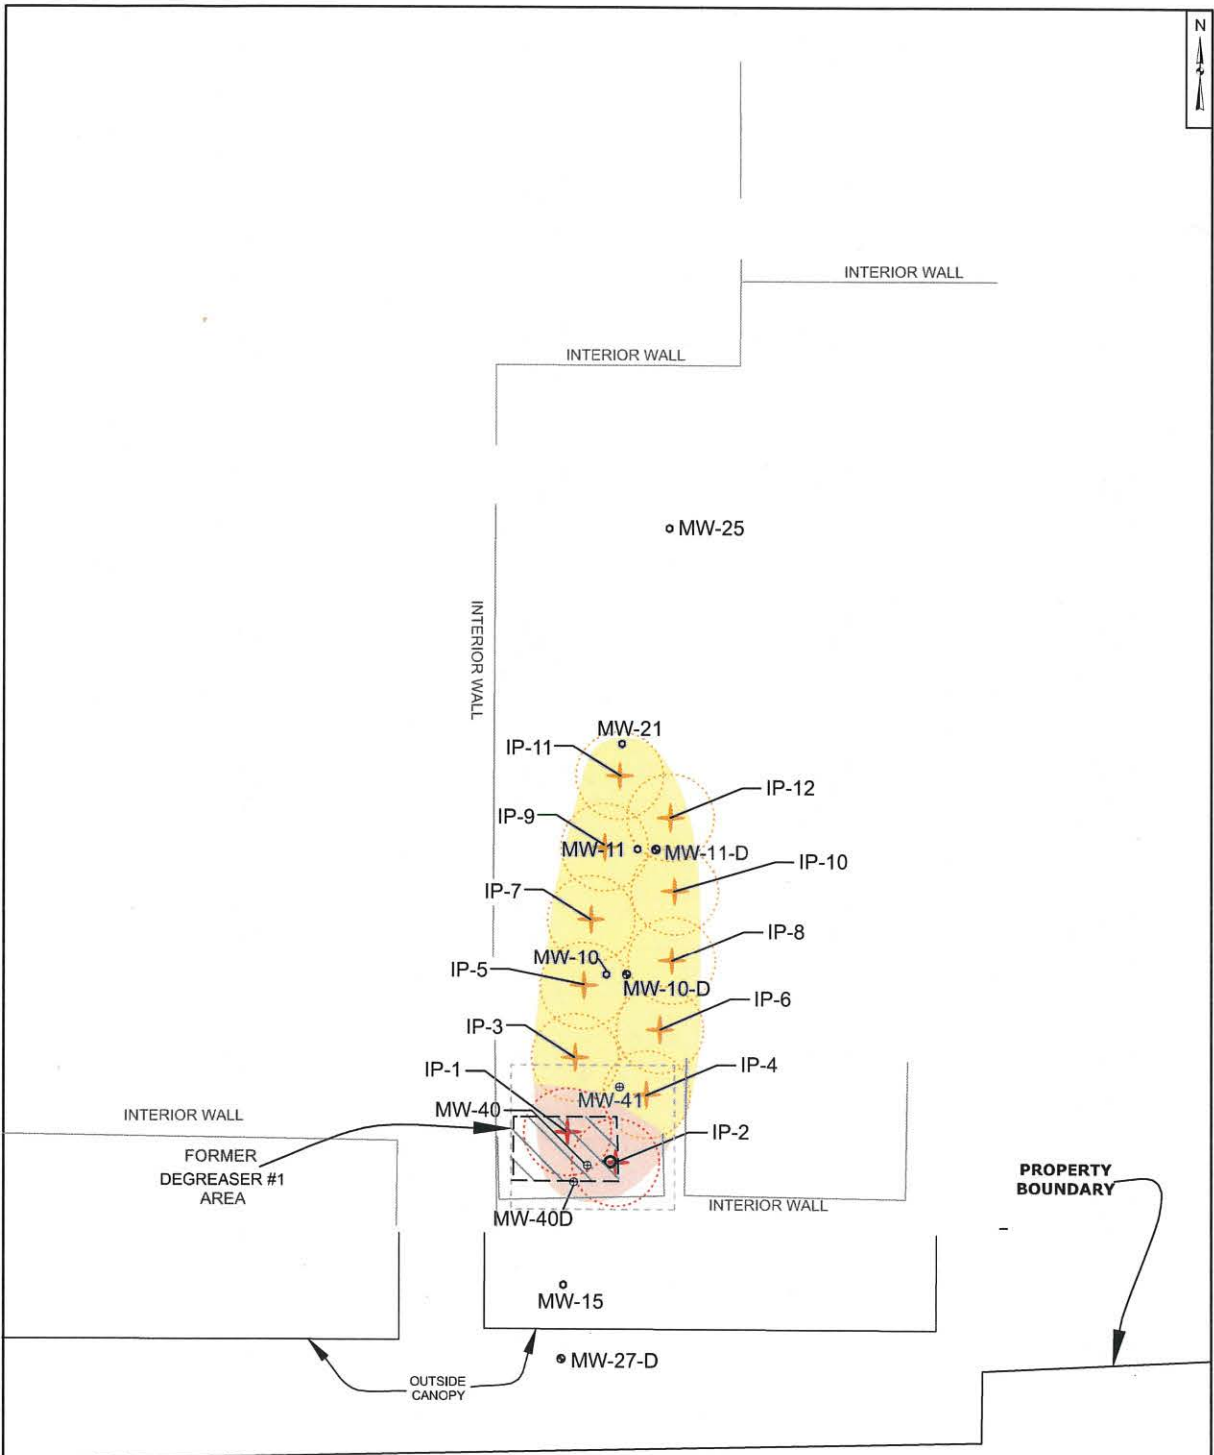 N
INTERIOR WALL
INTERIOR WALL
MW-25
INTERIOR WALL
MW-21
IP-11
IP-12
IP-9
MW-11
MW-11-D
IP-10
IP-7
IP-8
MW-10
IP-5
MW-10-D
IP-6
IP-3
IP-4
IP-1
MW-41
MW-40
INTERIOR WALL
IP-2
FORMER
DEGREASER #1
AREA
PROPERTY
BOUNDARY
INTERIOR WALL
MW-40D
MW-15
MW-27-D
OUTSIDE
CANOPY